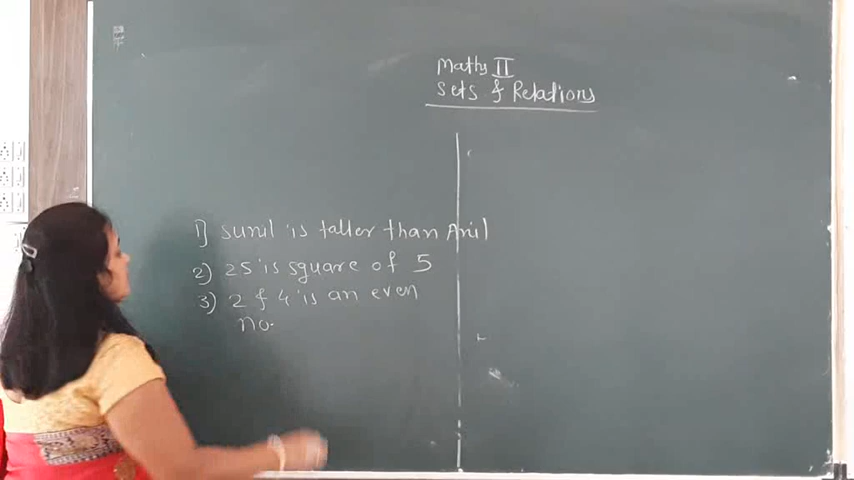 Maths II
Sets & Relations
1) Sunil is taller than Anil
2) 25 is square of 5
3) 2 & 4 is an even
no.